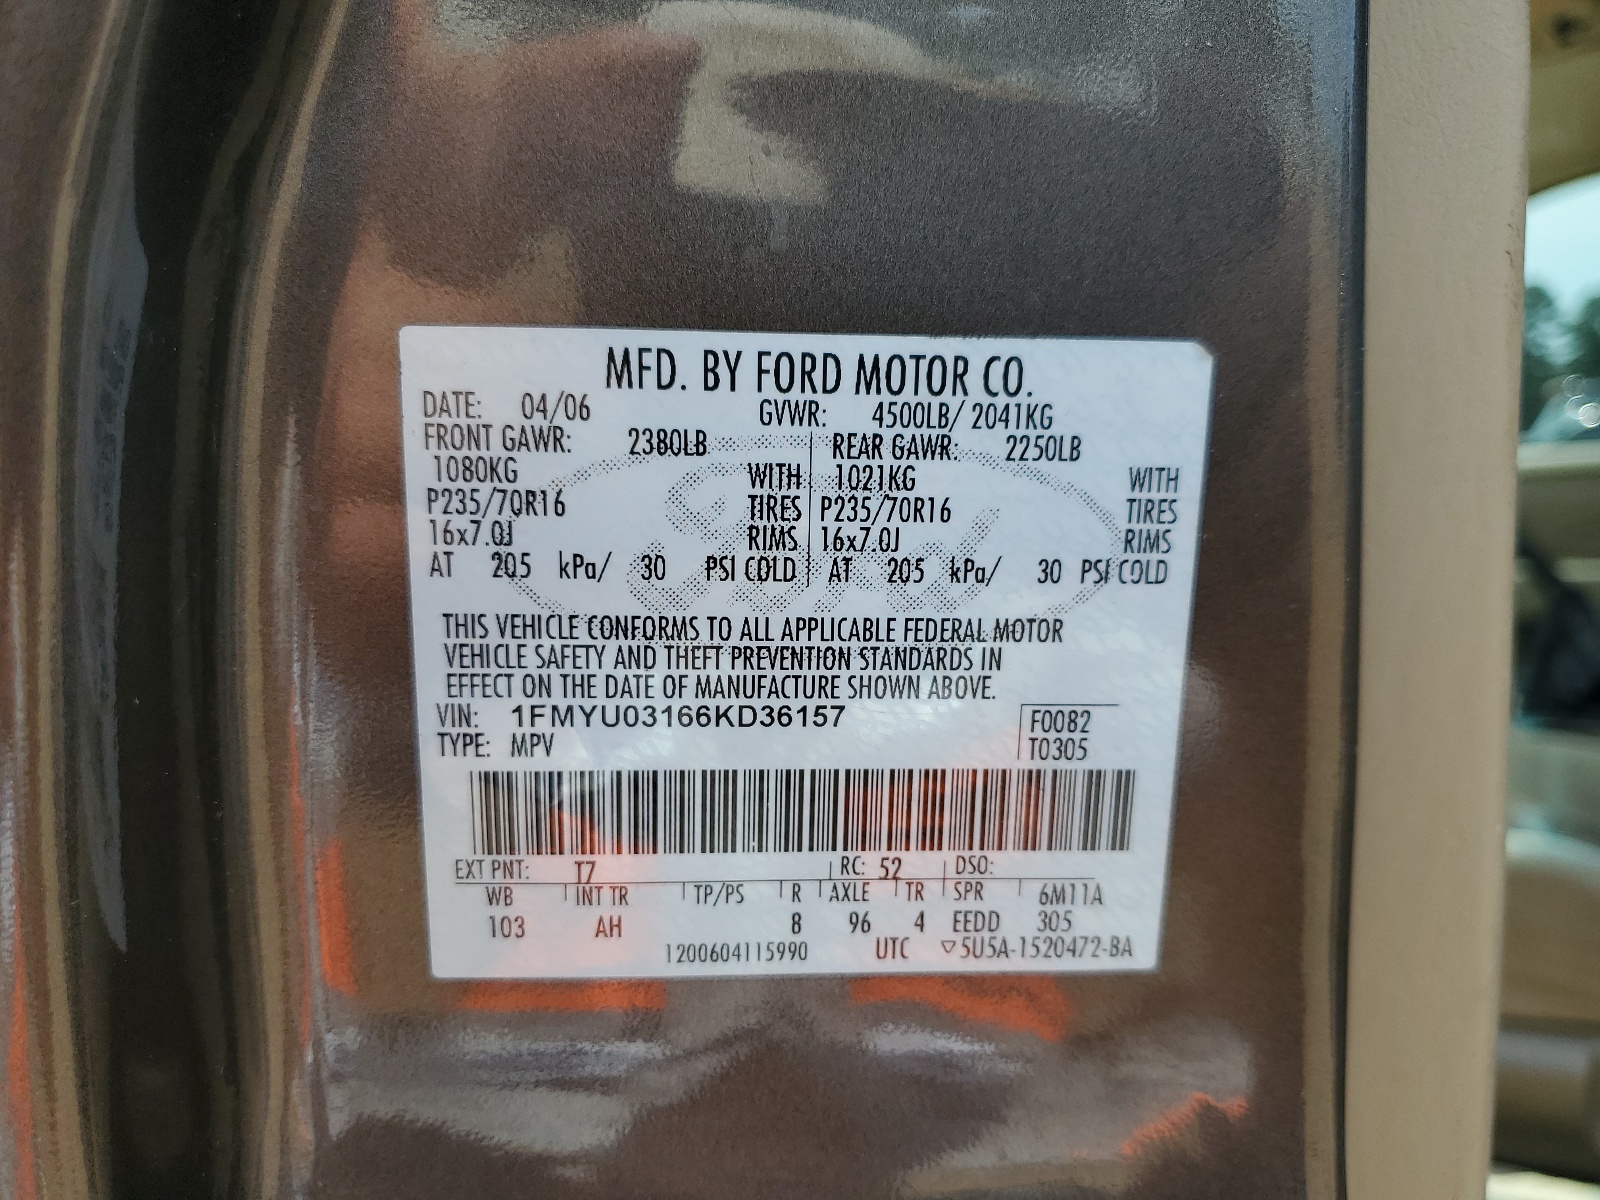 MFD. BY FORD MOTOR CO.
DATE: 04/06 GVWR: 4500LB/ 2041KG
FRONT GAWR: 2380LB REAR GAWR: 2250LB
1080KG WITH 1021KG WITH
P235/70R16 TIRES P235/70R16 TIRES
16x7.0J RIMS 16x7.0J RIMS
AT 205 kPa/ 30 PSI COLD AT 205 kPa/ 30 PSI COLD
Ford
THIS VEHICLE CONFORMS TO ALL APPLICABLE FEDERAL MOTOR
VEHICLE SAFETY AND THEFT PREVENTION STANDARDS IN
EFFECT ON THE DATE OF MANUFACTURE SHOWN ABOVE.
VIN: 1FMYU03166KD36157 F0082
TYPE: MPV T0305
EXT PNT: T7 RC: 52 DSO:
WB INT TR TP/PS R AXLE TR SPR 6M11A
103 AH 8 96 4 EEDD 305
1200604115990 UTC ▽5U5A-1520472-BA